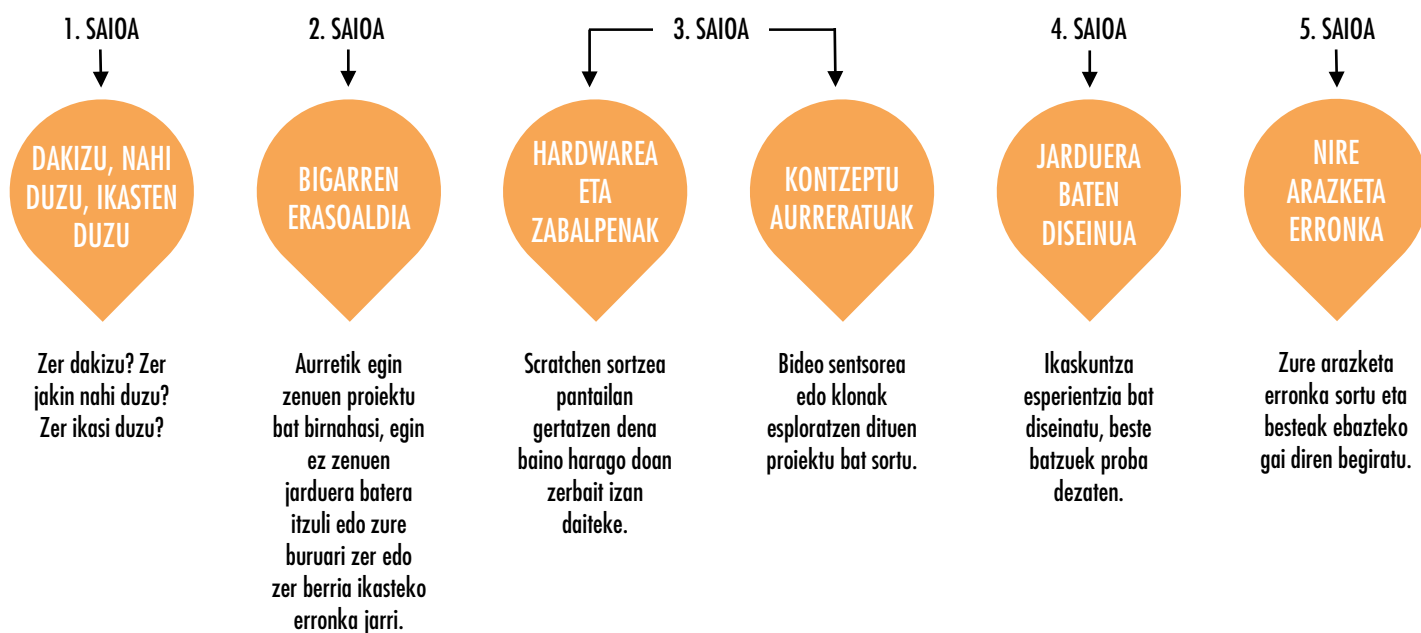 1. SAIOA
DAKIZU, NAHI
DUZU, IKASTEN
DUZU
Zer dakizu? Zer
jakin nahi duzu?
Zer ikasi duzu?
2. SAIOA
BIGARREN
ERASOALDIA
Aurretik egin
zenuen proiektu
bat birnahasi, egin
ez zenuen
jarduera batera
itzuli edo zure
buruari zer edo
zer berria ikasteko
erronka jarri.
3. SAIOA
HARDWAREA
ETA
ZABALPENAK
Scratchen sortzea
pantailan
gertatzen dena
baino harago doan
zerbait izan
daiteke.
KONTZEPTU
AURRERATUAK
Bideo sentsorea
edo klonak
esploratzen dituen
proiektu bat sortu.
4. SAIOA
JARDUERA
BATEN
DISEINUA
Ikaskuntza
esperientzia bat
diseinatu, beste
batzuek proba
dezaten.
5. SAIOA
NIRE
ARAZKETA
ERRONKA
Zure arazketa
erronka sortu eta
besteak ebazteko
gai diren begiratu.